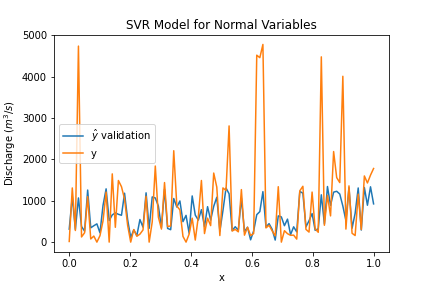 SVR Model for Normal Variables
Discharge (m³/s)
5000
4000
3000
2000
1000
0
ŷ validation
y
0.0 0.2 0.4 0.6 0.8 1.0
x